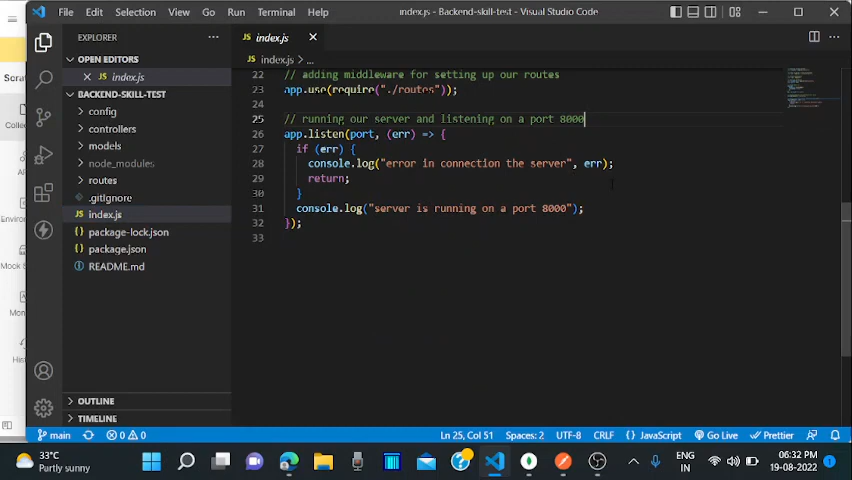 File Edit Selection View Go Run Terminal Help
index.js - Backend-skill-test - Visual Studio Code
EXPLORER
OPEN EDITORS
index.js
BACKEND-SKILL-TEST
config
controllers
models
node_modules
routes
.gitIgnore
JS index.js
package-lock.json
package.json
README.md
OUTLINE
TIMELINE
JS index.js
JS index.js > ...
22 // adding middleware for setting up our routes
23 app.use(require("./routes"));
24
25 // running our server and listening on a port 8000
26 app.listen(port, (err) => {
27 if (err) {
28 console.log("error in connection the server", err);
29 return;
30 }
31 console.log("server is running on a port 8000");
32 });
33
Scra
Collec
Enviro
Mock
Hist
main 0 0
Ln 25, Col 51 Spaces: 2 UTF-8 CRLF {} JavaScript Go Live Prettier
33°C
Partly sunny
ENG
IN
06:32 PM
19-08-2022